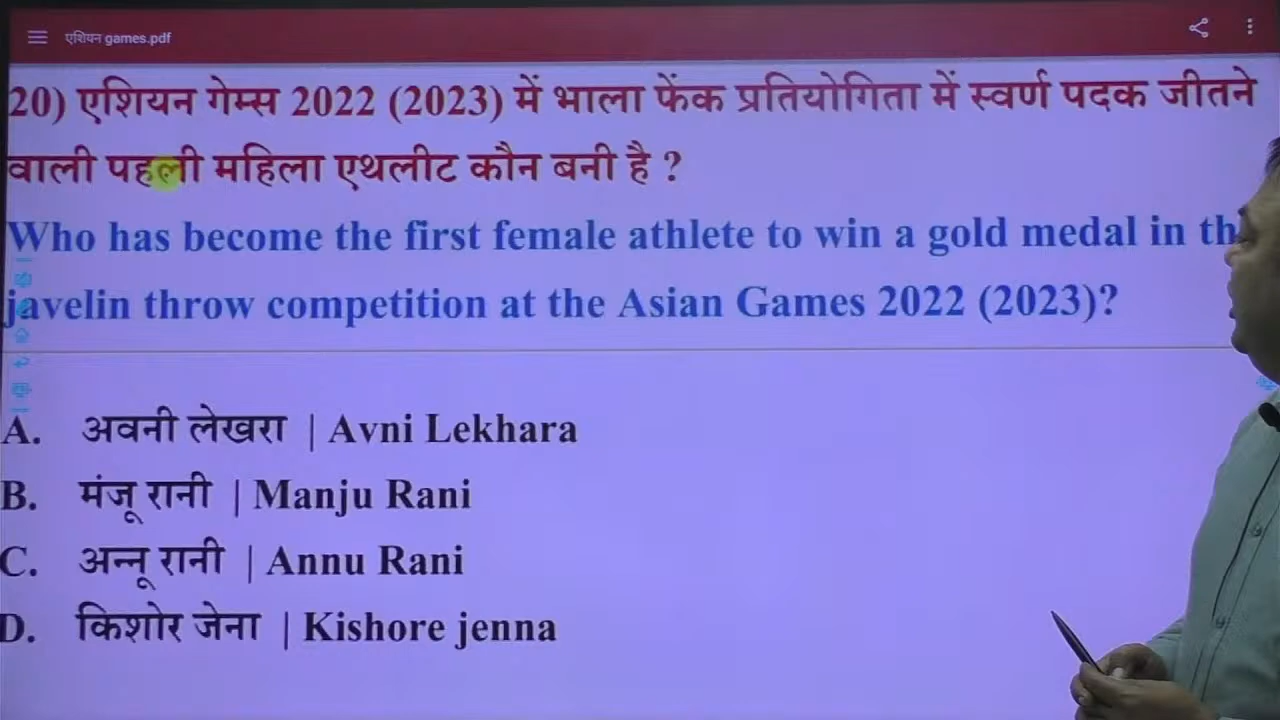 एशियन games.pdf
20) एशियन गेम्स 2022 (2023) में भाला फेंक प्रतियोगिता में स्वर्ण पदक जीतने
वाली पहली महिला एथलीट कौन बनी है ?
Who has become the first female athlete to win a gold medal in th
javelin throw competition at the Asian Games 2022 (2023)?
A. अवनी लेखरा | Avni Lekhara
B. मंजू रानी | Manju Rani
C. अन्नू रानी | Annu Rani
D. किशोर जेना | Kishore jenna